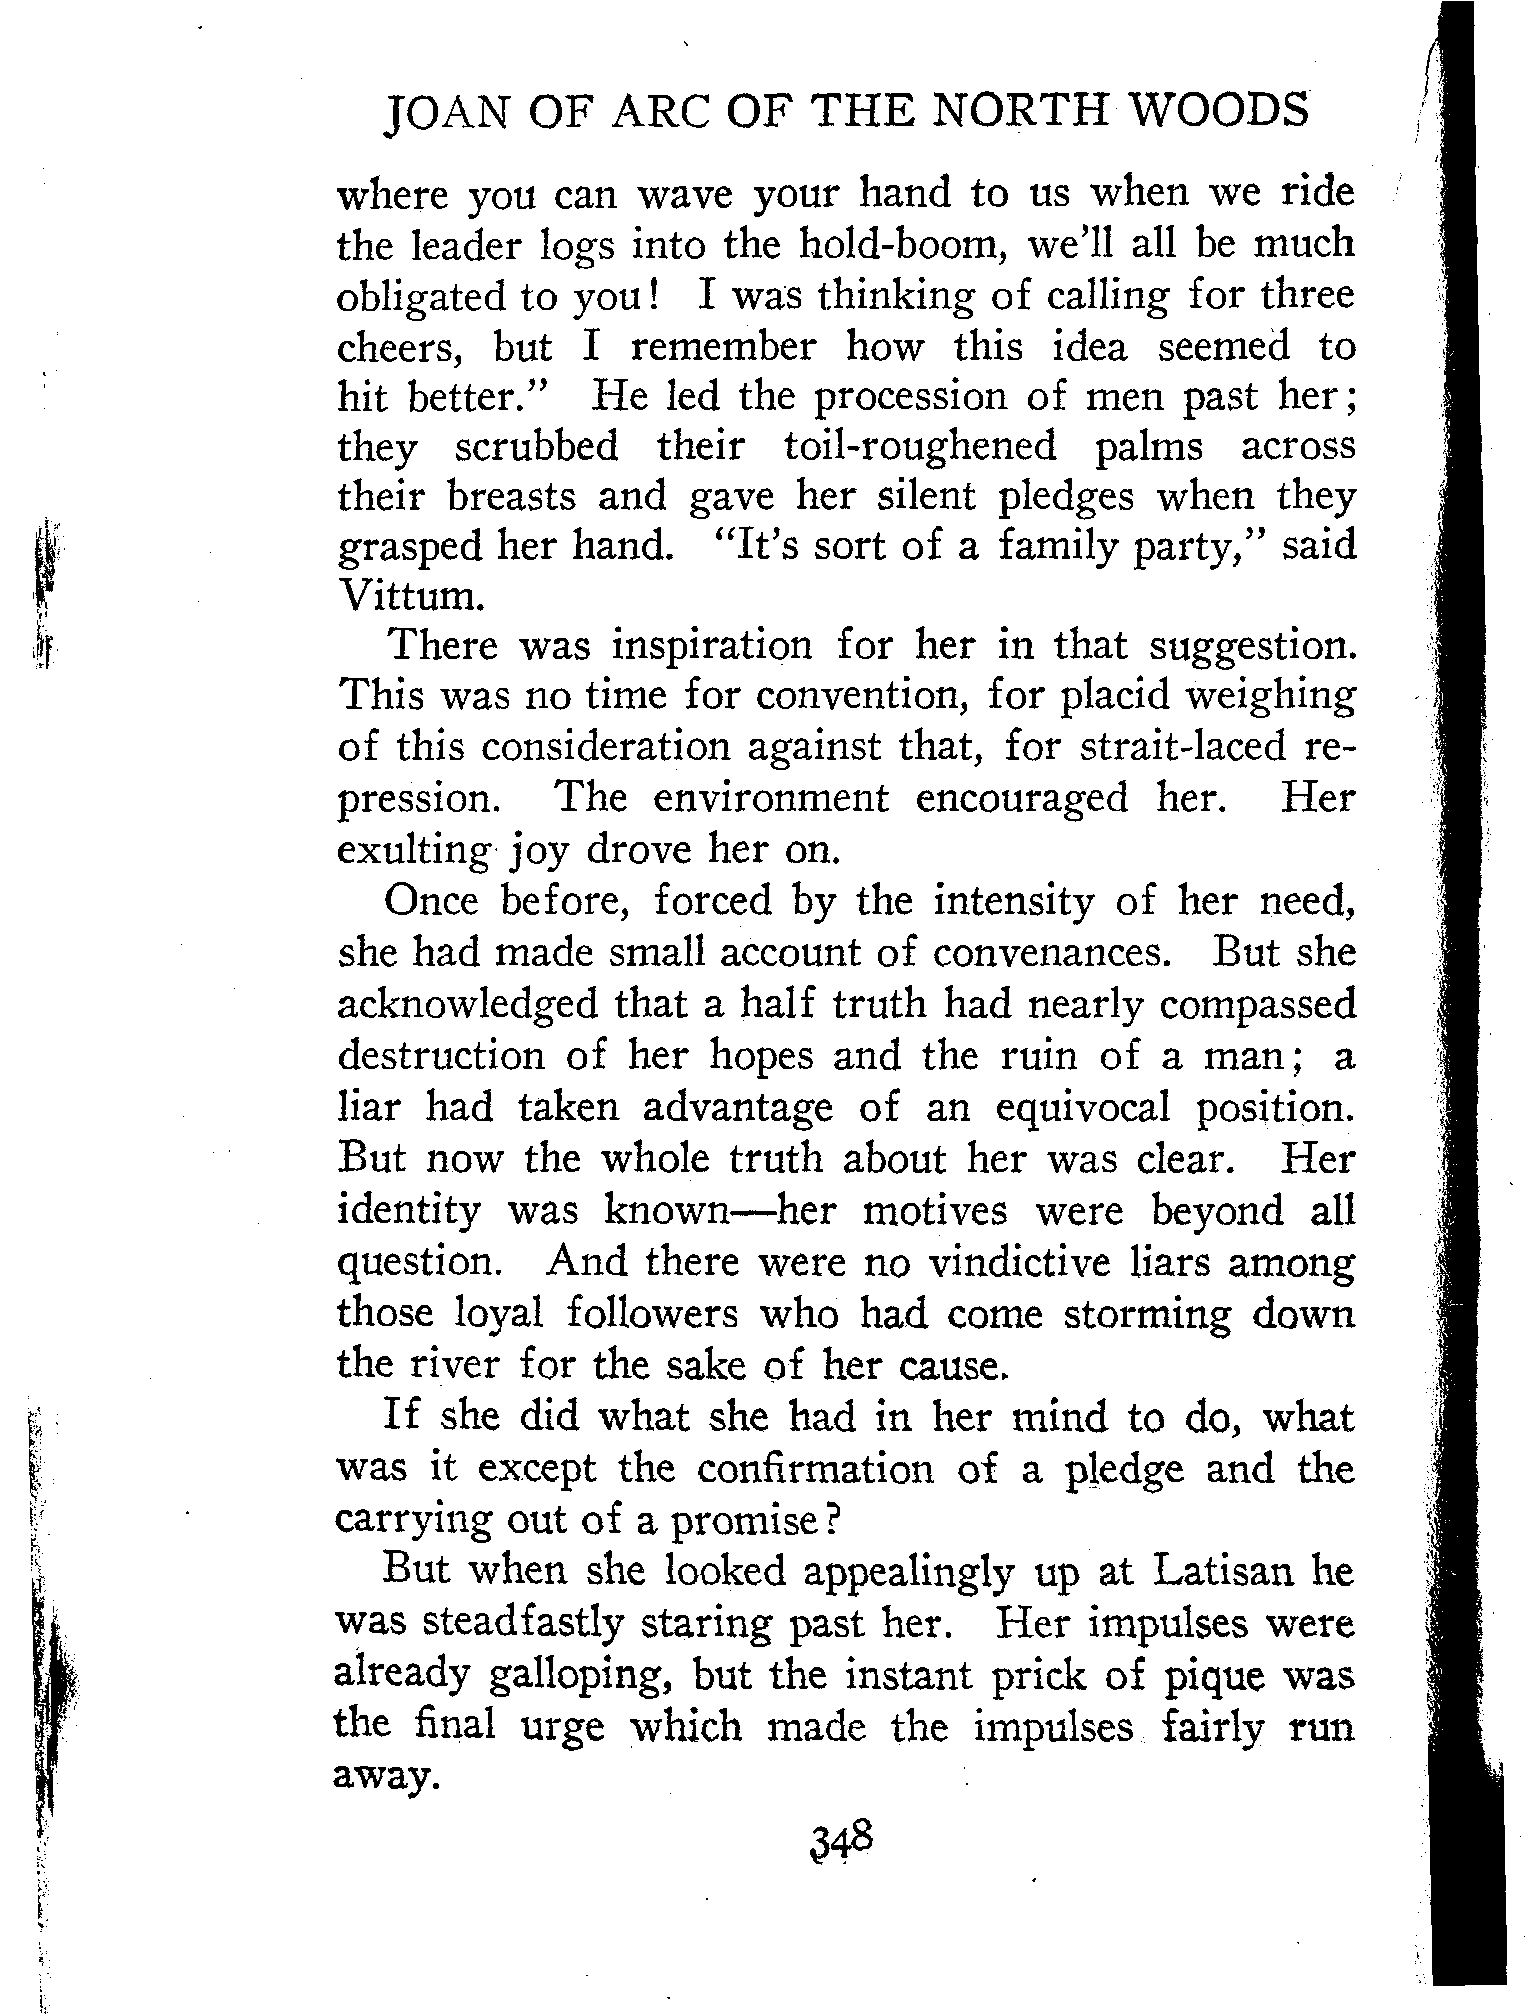 JOAN OF ARC OF THE NORTH WOODS
where you can wave your hand to us when we ride
the leader logs into the hold-boom, we'll all be much
obligated to you! I was thinking of calling for three
cheers, but I remember how this idea seemed to
hit better." He led the procession of men past her;
they scrubbed their toil-roughened palms across
their breasts and gave her silent pledges when they
grasped her hand. "It's sort of a family party," said
Vittum.
There was inspiration for her in that suggestion.
This was no time for convention, for placid weighing
of this consideration against that, for strait-laced re-
pression. The environment encouraged her. Her
exulting joy drove her on.
Once before, forced by the intensity of her need,
she had made small account of convenances. But she
acknowledged that a half truth had nearly compassed
destruction of her hopes and the ruin of a man; a
liar had taken advantage of an equivocal position.
But now the whole truth about her was clear. Her
identity was known—her motives were beyond all
question. And there were no vindictive liars among
those loyal followers who had come storming down
the river for the sake of her cause.
If she did what she had in her mind to do, what
was it except the confirmation of a pledge and the
carrying out of a promise?
But when she looked appealingly up at Latisan he
was steadfastly staring past her. Her impulses were
already galloping, but the instant prick of pique was
the final urge which made the impulses fairly run
away.
348